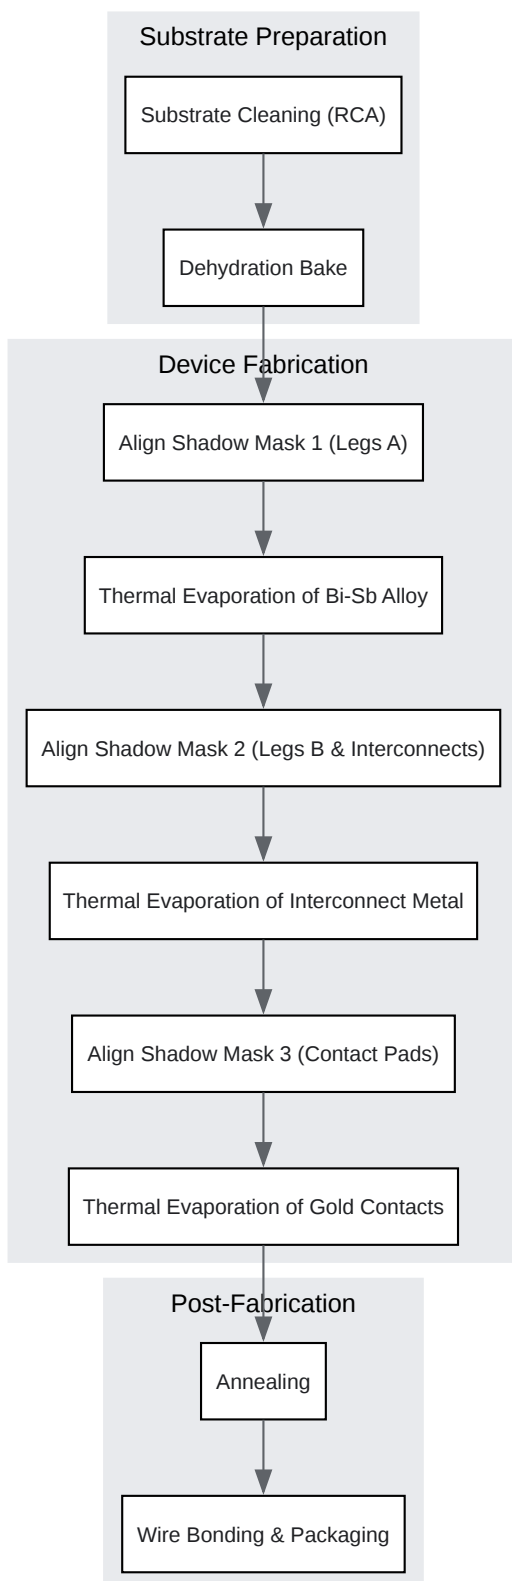 Substrate Preparation
Substrate Cleaning (RCA)
Dehydration Bake
Device Fabrication
Align Shadow Mask 1 (Legs A)
Thermal Evaporation of Bi-Sb Alloy
Align Shadow Mask 2 (Legs B & Interconnects)
Thermal Evaporation of Interconnect Metal
Align Shadow Mask 3 (Contact Pads)
Thermal Evaporation of Gold Contacts
Post-Fabrication
Annealing
Wire Bonding & Packaging